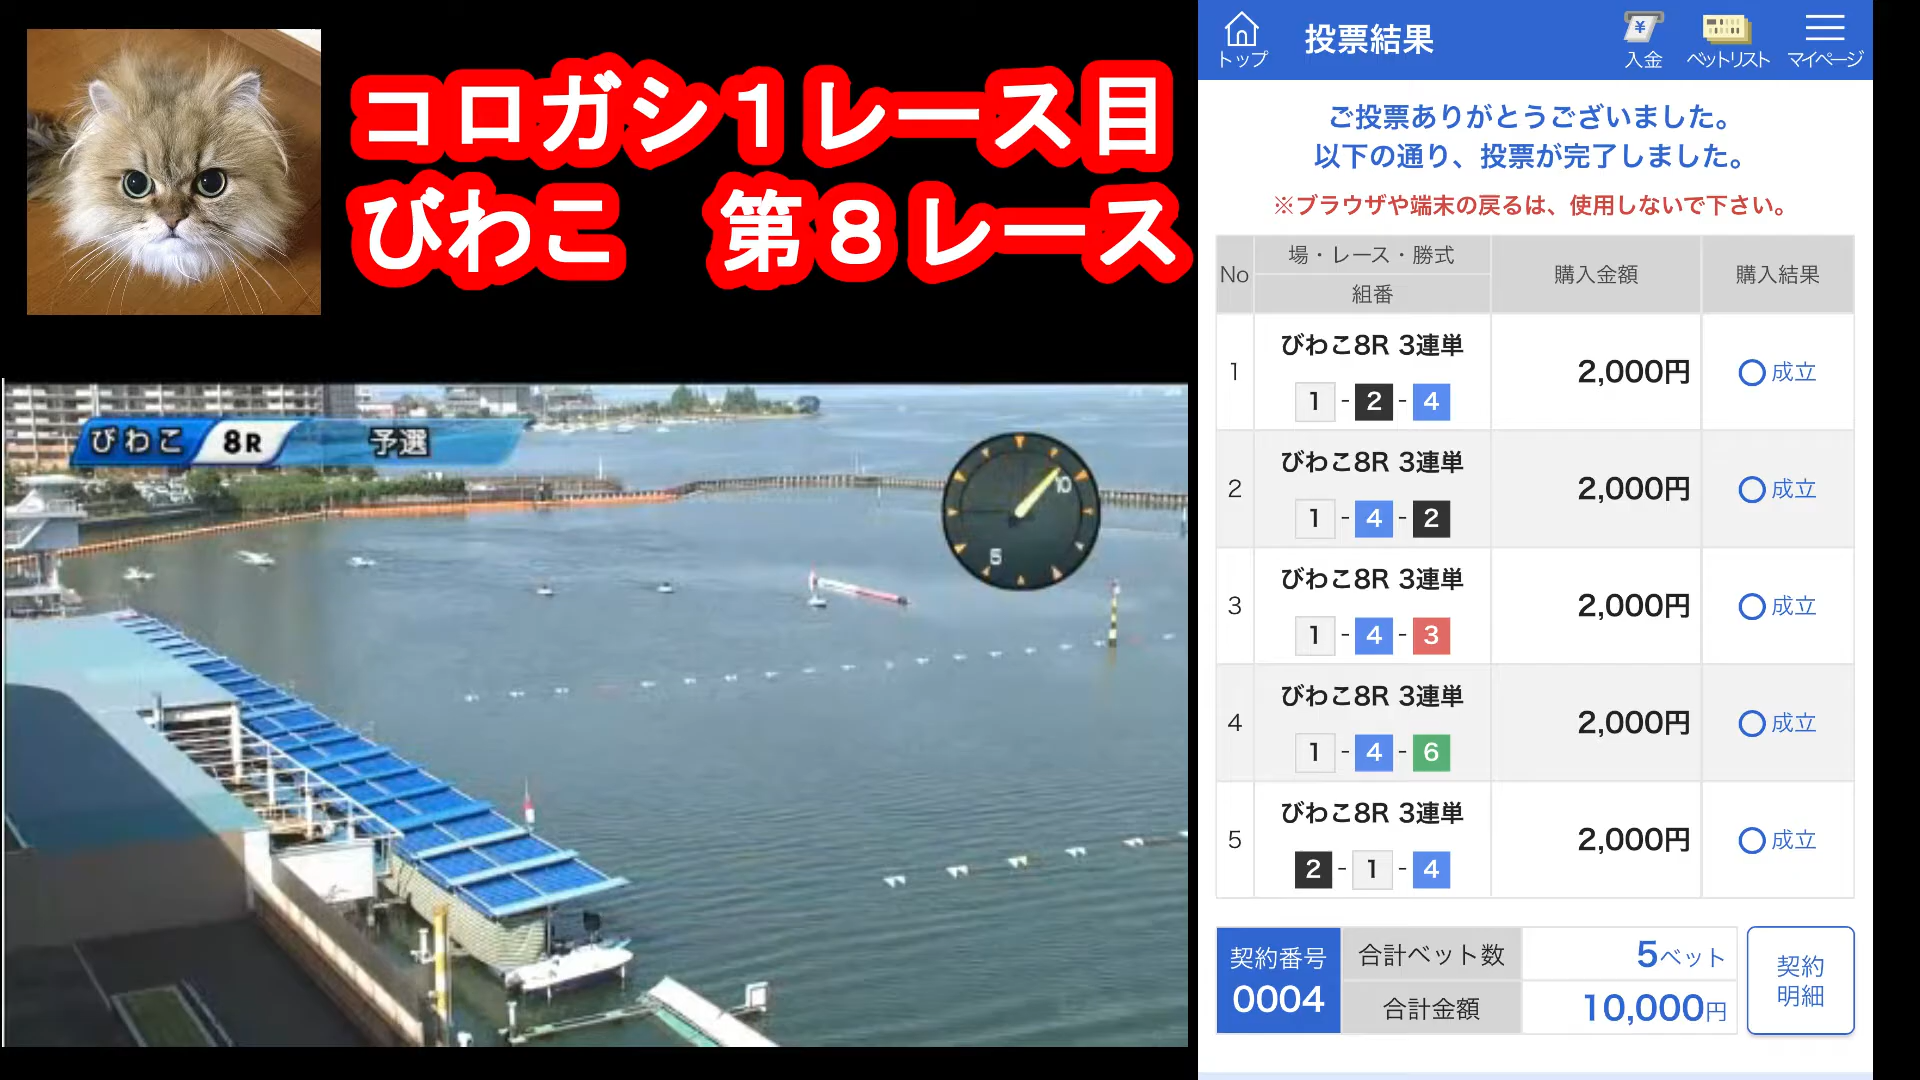 コロガシ１レース目
びわこ　第８レース
びわこ 8R 予選
10
5
トップ
投票結果
入金
ベットリスト
マイページ
ご投票ありがとうございました。
以下の通り、投票が完了しました。
※ブラウザや端末の戻るは、使用しないで下さい。
No 場・レース・勝式 組番 購入金額 購入結果
1 びわこ8R 3連単 2,000円 成立
1 - 2 - 4
2 びわこ8R 3連単 2,000円 成立
1 - 4 - 2
3 びわこ8R 3連単 2,000円 成立
1 - 4 - 3
4 びわこ8R 3連単 2,000円 成立
1 - 4 - 6
5 びわこ8R 3連単 2,000円 成立
2 - 1 - 4
契約番号
0004
合計ベット数 5ベット
合計金額 10,000円
契約
明細